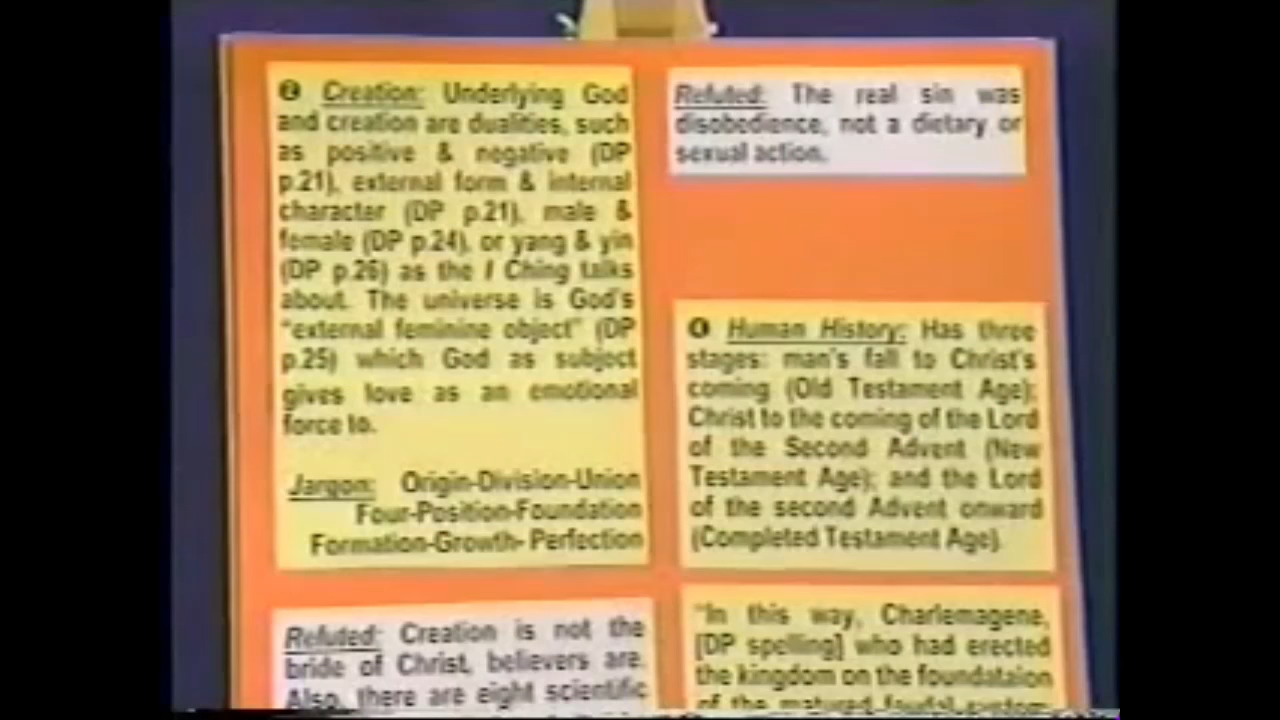 ❷ Creation: Underlying God
and creation are dualities, such
as positive & negative (DP
p.21), external form & internal
character (DP p.21), male &
female (DP p.24), or yang & yin
(DP p.26) as the I Ching talks
about. The universe is God's
"external feminine object" (DP
p.25) which God as subject
gives love as an emotional
force to.
Jargon: Origin-Division-Union
Four-Position-Foundation
Formation-Growth- Perfection
Refuted: Creation is not the
bride of Christ, believers are.
Also, there are eight scientific
Refuted: The real sin was
disobedience, not a dietary or
sexual action.
Human History: Has three
stages: man's fall to Christ's
coming (Old Testament Age);
Christ to the coming of the Lord
of the Second Advent (New
Testament Age); and the Lord
of the second Advent onward
(Completed Testament Age).
"In this way, Charlemagene,
[DP spelling] who had erected
the kingdom on the foundataion
of the matured feudal-system